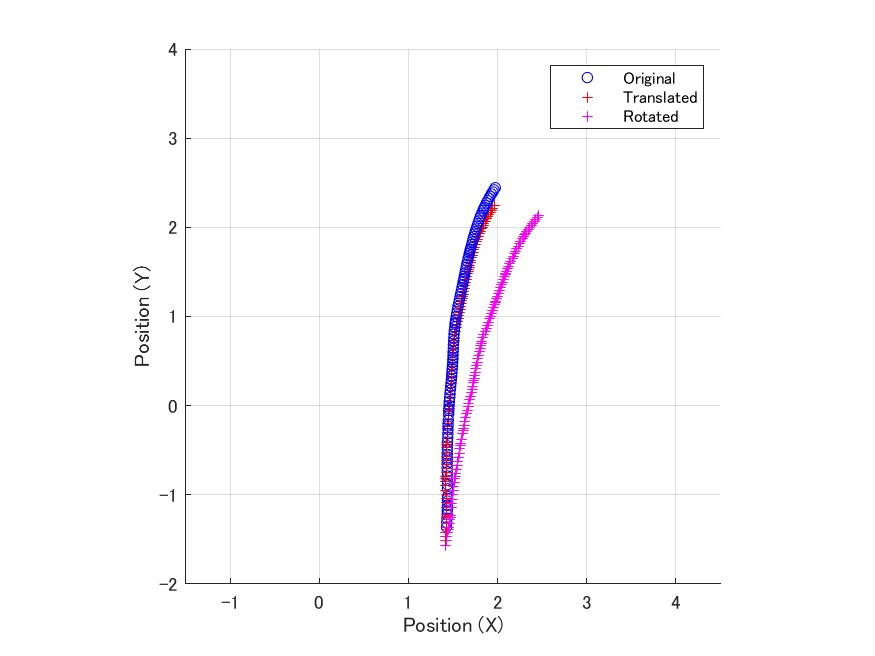 4
3
2
1
0
-1
-2
Position (Y)
Original
Translated
Rotated
-1
0
1
2
3
4
Position (X)